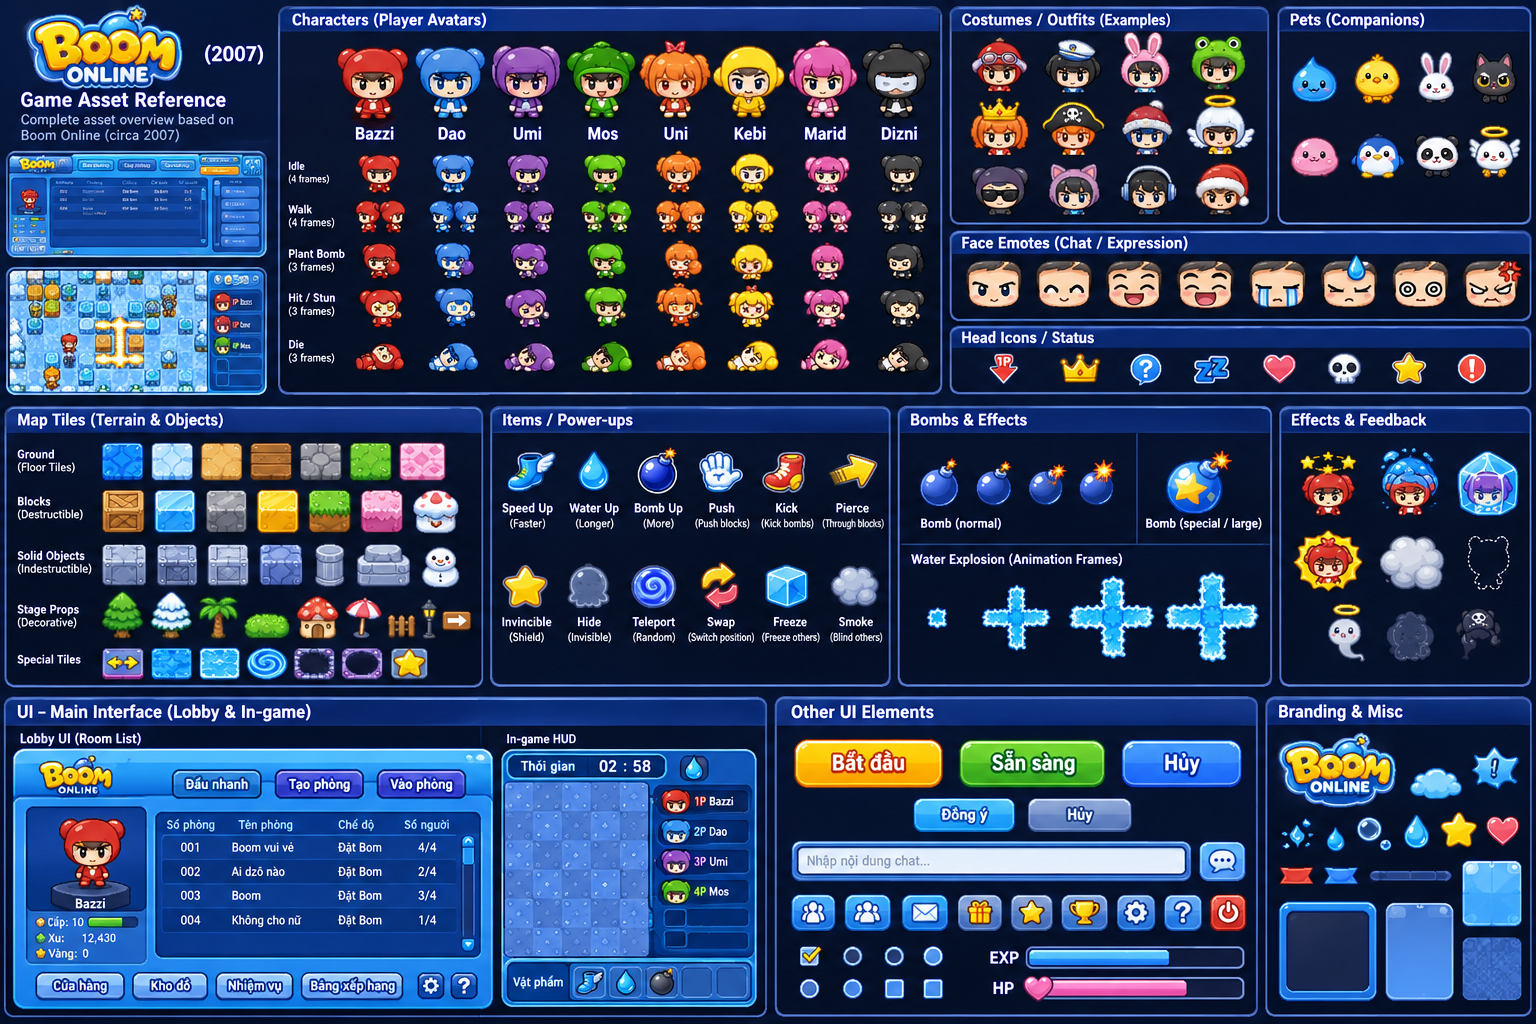 BOOM
ONLINE
(2007)
Game Asset Reference
Complete asset overview based on
Boom Online (circa 2007)
Characters (Player Avatars)
Bazzi Dao Umi Mos Uni Kebi Marid Dizni
Idle
(4 frames)
Walk
(4 frames)
Plant Bomb
(3 frames)
Hit / Stun
(3 frames)
Die
(3 frames)
Costumes / Outfits (Examples)
Pets (Companions)
Face Emotes (Chat / Expression)
Head Icons / Status
1P
?
ZZ
!
Map Tiles (Terrain & Objects)
Ground
(Floor Tiles)
Blocks
(Destructible)
Solid Objects
(Indestructible)
Stage Props
(Decorative)
Special Tiles
Items / Power-ups
Speed Up Water Up Bomb Up Push Kick Pierce
(Faster) (Longer) (More) (Push blocks) (Kick bombs) (Through blocks)
Invincible Hide Teleport Swap Freeze Smoke
(Shield) (Invisible) (Random) (Switch position) (Freeze others) (Blind others)
Bombs & Effects
Bomb (normal)
Bomb (special / large)
Water Explosion (Animation Frames)
Effects & Feedback
UI – Main Interface (Lobby & In-game)
Lobby UI (Room List)
BOOM
ONLINE
Đấu nhanh Tạo phòng Vào phòng
Bazzi
Cấp: 10
Xu: 12,430
Vàng: 0
Số phòng Tên phòng Chế dộ Số người
001 Boom vui vẻ Đặt Bom 4/4
002 Ai dzô nào Đặt Bom 2/4
003 Boom Đặt Bom 3/4
004 Không cho nữ Đặt Bom 1/4
Cửa hàng Kho đồ Nhiệm vụ Bảng xếp hang ?
In-game HUD
Thời gian 02 : 58
1P Bazzi
2P Dao
3P Umi
4P Mos
Vật phẩm
Other UI Elements
Bắt đầu Sẵn sàng Hủy
Đồng ý Hủy
Nhập nội dung chat...
?
EXP
HP
Branding & Misc
BOOM
ONLINE
!